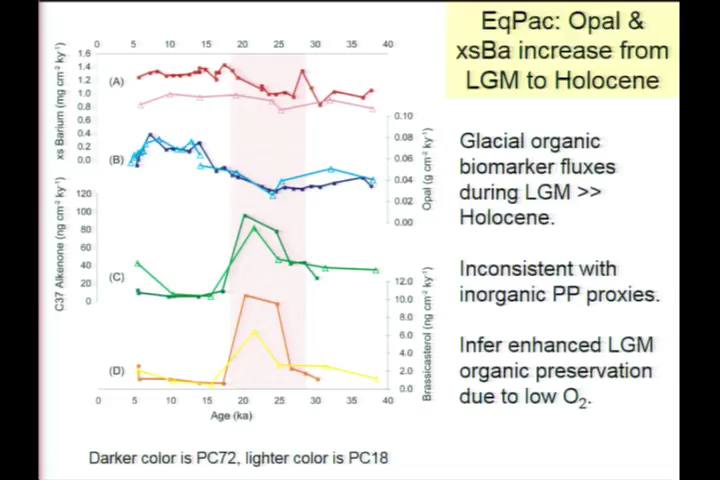 EqPac: Opal &
xsBa increase from
LGM to Holocene
0 5 10 15 20 25 30 35 40
1.6
1.4
1.2
1.0
0.8
0.6
0.4
0.2
0.0
xs Barium (mg cm-2 ky-1)
(A)
0.10
0.08
0.06
0.04
0.02
0.00
Opal (g cm-2 ky-1)
(B)
120
100
80
60
40
20
0
C37 Alkenone (ng cm-2 ky-1)
(C)
12.0
10.0
8.0
6.0
4.0
2.0
0.0
Brassicasterol (ng cm-2 ky-1)
(D)
0 5 10 15 20 25 30 35 40
Age (ka)
Glacial organic
biomarker fluxes
during LGM >>
Holocene.
Inconsistent with
inorganic PP proxies.
Infer enhanced LGM
organic preservation
due to low O2.
Darker color is PC72, lighter color is PC18